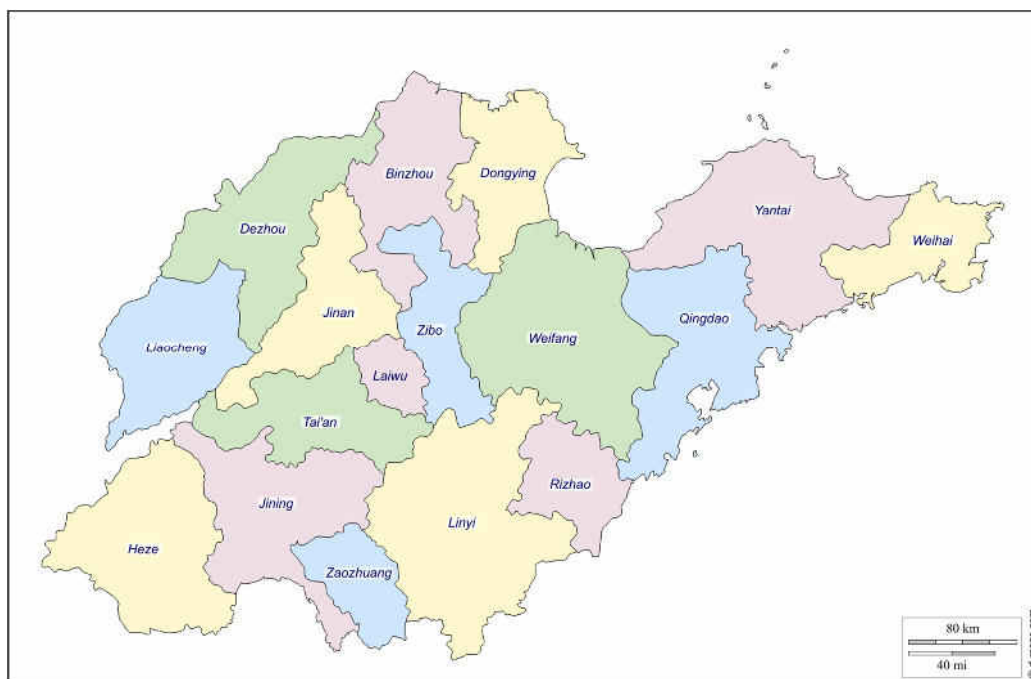 Binzhou
Dongying
Yantai
Dezhou
Weihai
Jinan
Qingdao
Liaocheng
Zibo
Weifang
Laiwu
Tai'an
Rizhao
Jining
Linyi
Heze
Zaozhuang
80 km
40 mi